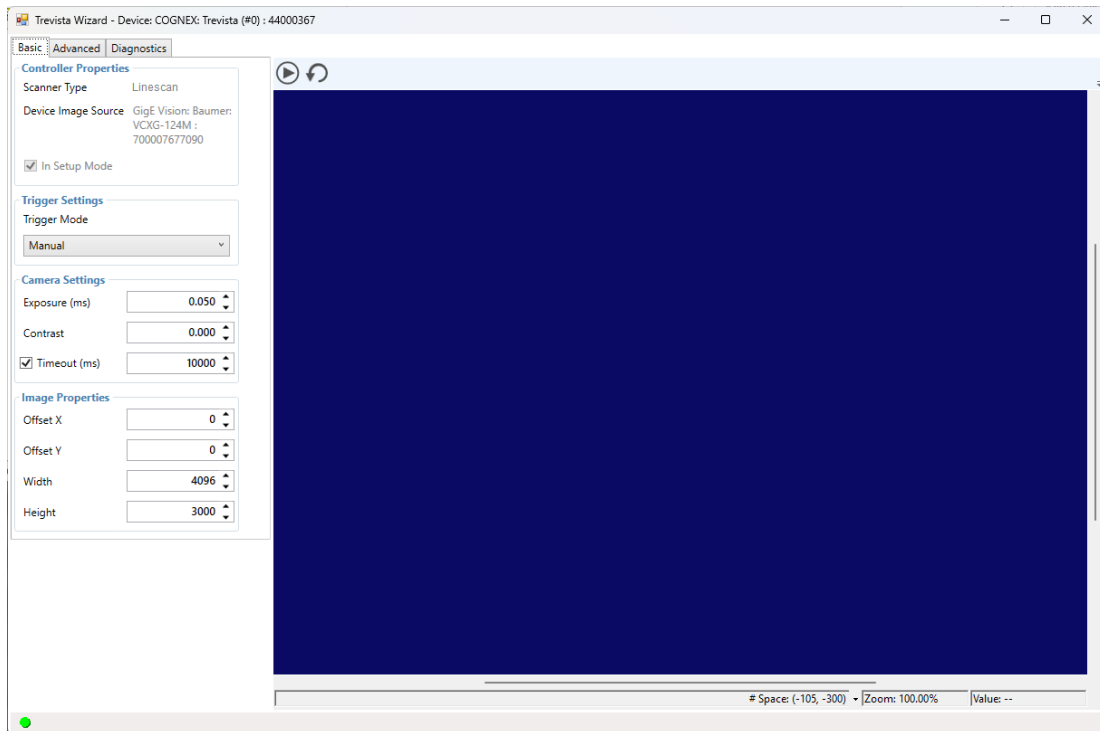 Trevista Wizard - Device: COGNEX: Trevista (#0) : 44000367
Basic Advanced Diagnostics
Controller Properties
Scanner Type Linescan
Device Image Source GigE Vision: Baumer:
VCXG-124M :
700007677090
In Setup Mode
Trigger Settings
Trigger Mode
Manual
Camera Settings
Exposure (ms) 0.050
Contrast 0.000
Timeout (ms) 10000
Image Properties
Offset X 0
Offset Y 0
Width 4096
Height 3000
# Space: (-105, -300) Zoom: 100.00% Value: --